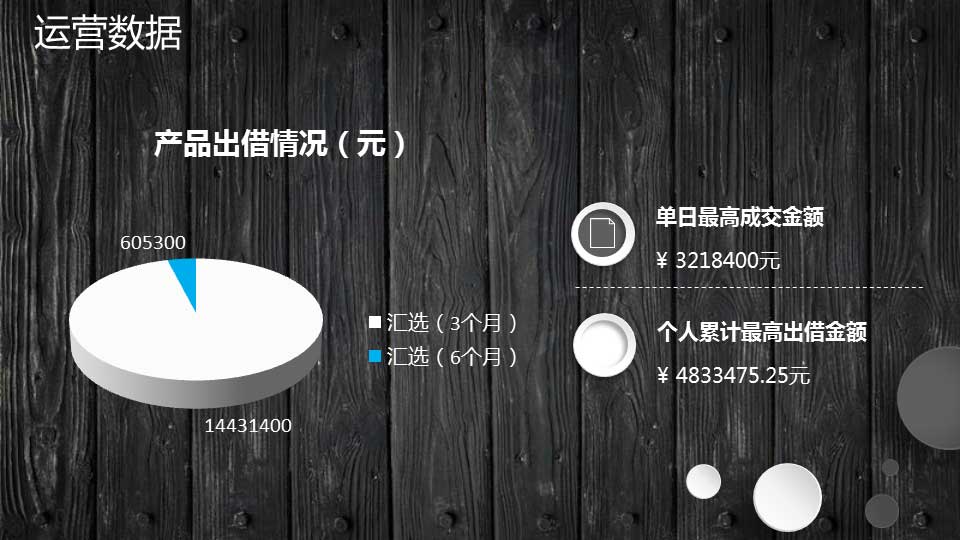 运营数据
产品出借情况（元）
605300
14431400
汇选（3个月）
汇选（6个月）
单日最高成交金额
¥ 3218400元
个人累计最高出借金额
¥ 4833475.25元